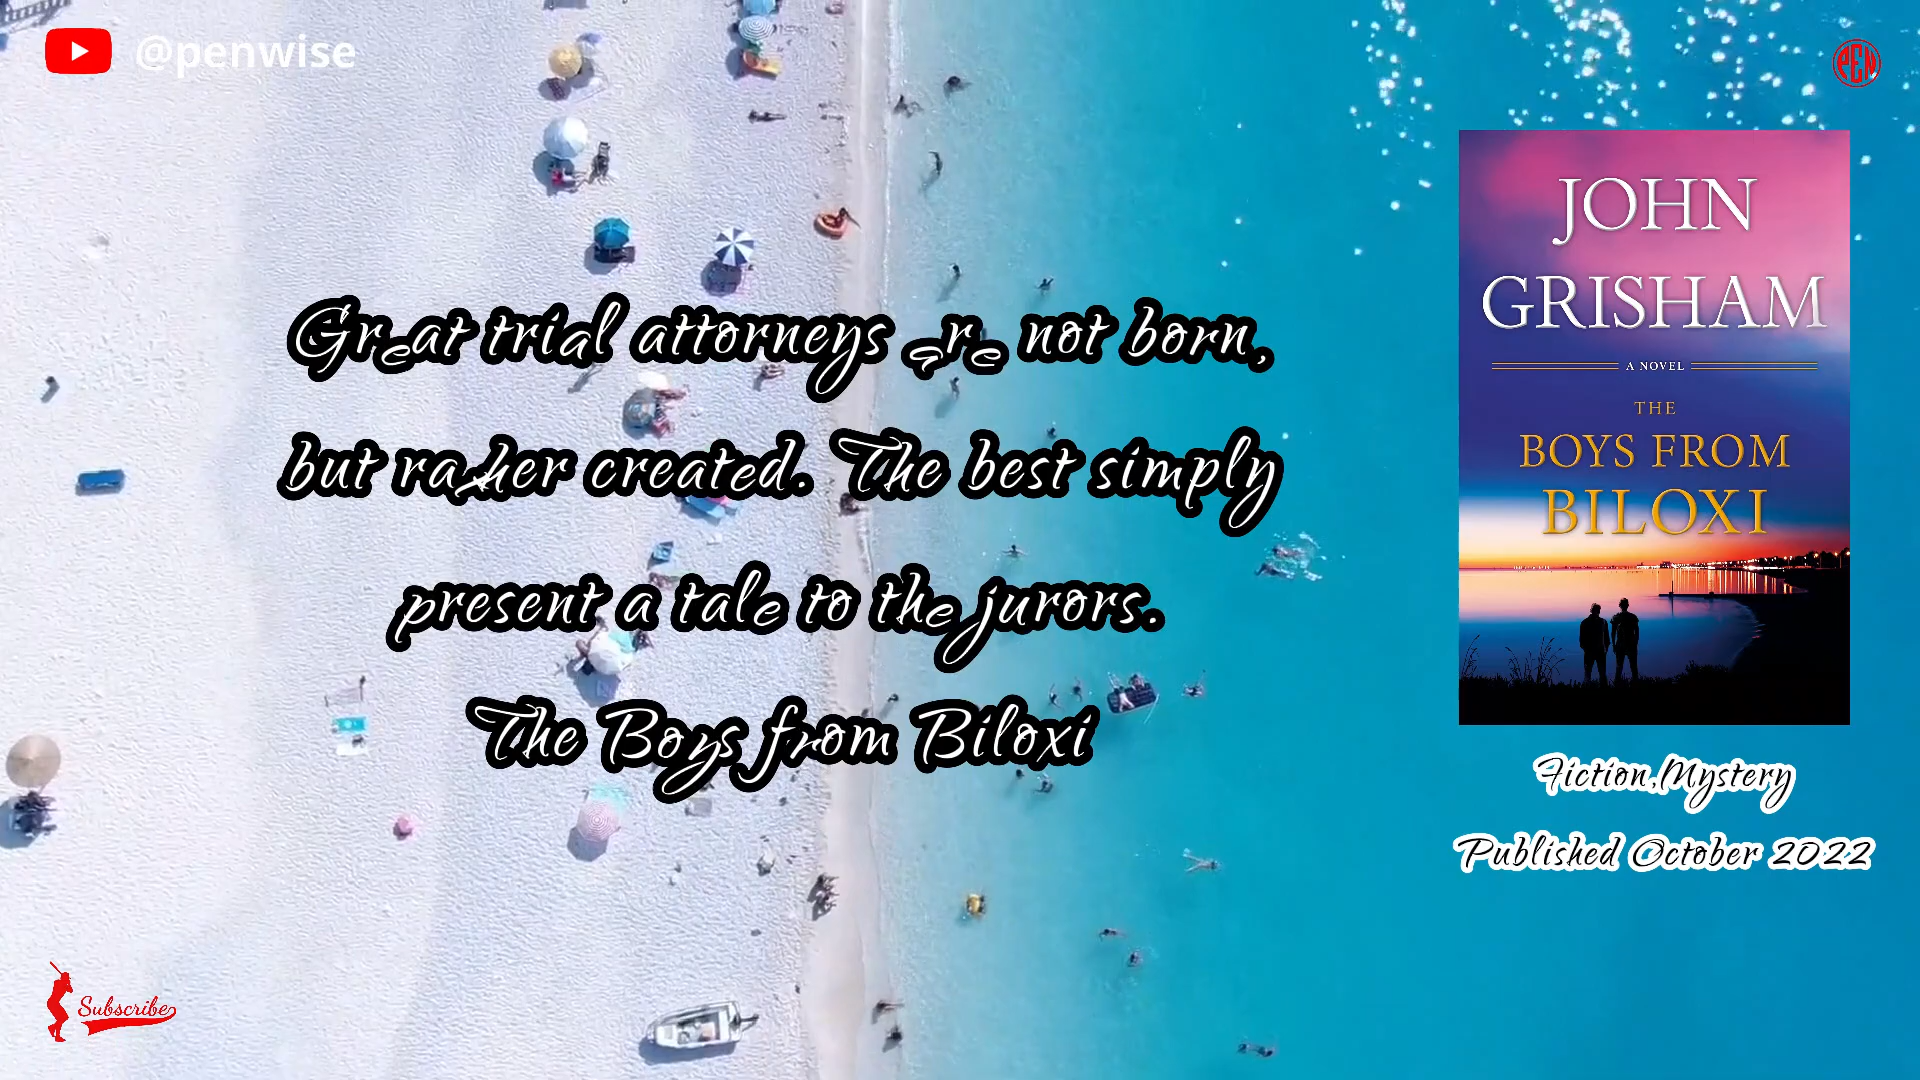 @penwise
PEN
Great trial attorneys are not born,
but rather created. The best simply
present a tale to the jurors.
The Boys from Biloxi
JOHN
GRISHAM
A NOVEL
THE
BOYS FROM
BILOXI
Fiction,Mystery
Published October 2022
Subscribe